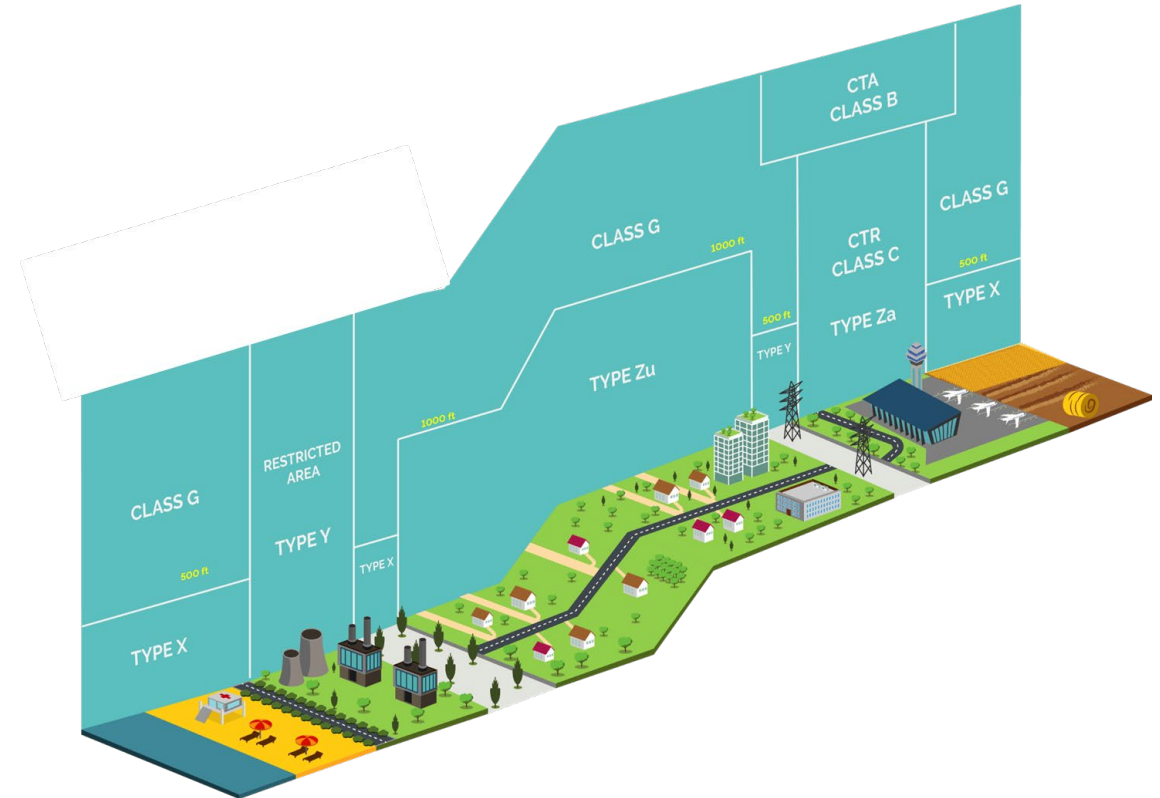 CTA
CLASS B
CLASS G
CLASS G
1000 ft
CTR
CLASS C
500 ft
TYPE X
500 ft
TYPE Za
TYPE Y
TYPE Zu
1000 ft
RESTRICTED
AREA
CLASS G
TYPE Y
TYPE X
500 ft
TYPE X